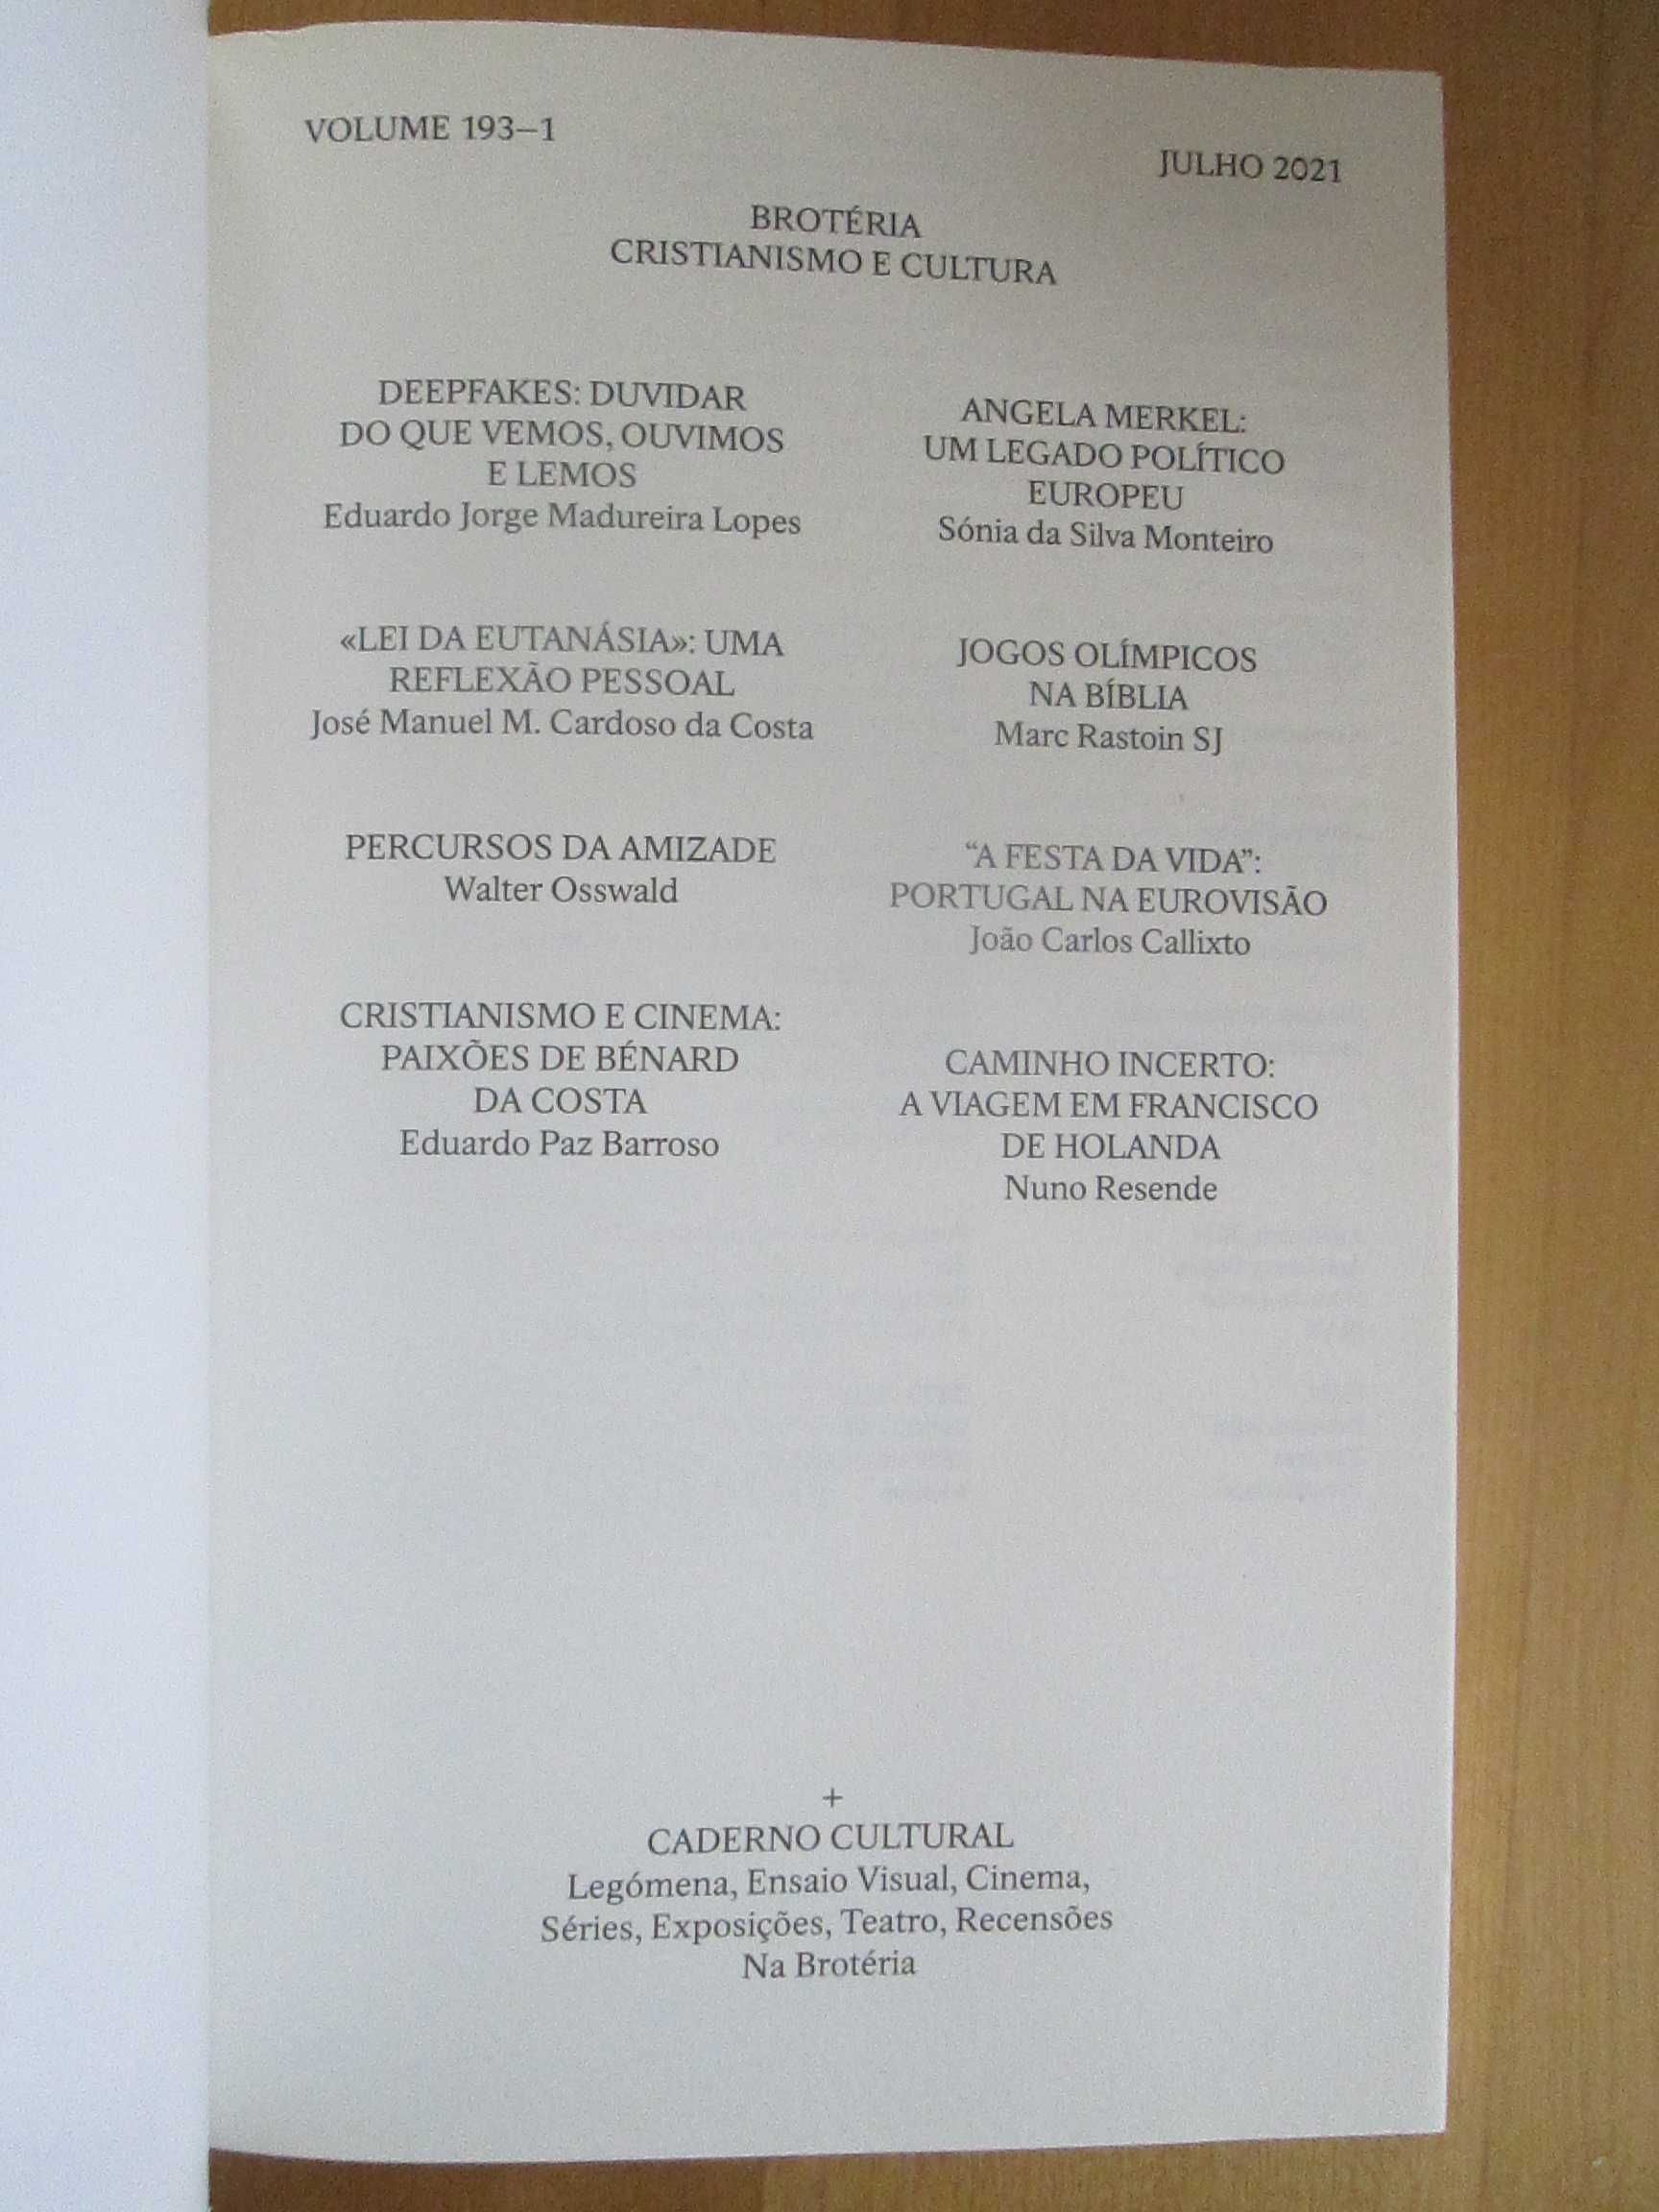 VOLUME 193–1
JULHO 2021
BROTÉRIA
CRISTIANISMO E CULTURA
DEEPFAKES: DUVIDAR
DO QUE VEMOS, OUVIMOS
E LEMOS
Eduardo Jorge Madureira Lopes
«LEI DA EUTANÁSIA»: UMA
REFLEXÃO PESSOAL
José Manuel M. Cardoso da Costa
PERCURSOS DA AMIZADE
Walter Osswald
CRISTIANISMO E CINEMA:
PAIXÕES DE BÉNARD
DA COSTA
Eduardo Paz Barroso
ANGELA MERKEL:
UM LEGADO POLÍTICO
EUROPEU
Sónia da Silva Monteiro
JOGOS OLÍMPICOS
NA BÍBLIA
Marc Rastoin SJ
“A FESTA DA VIDA”:
PORTUGAL NA EUROVISÃO
João Carlos Callixto
CAMINHO INCERTO:
A VIAGEM EM FRANCISCO
DE HOLANDA
Nuno Resende
+
CADERNO CULTURAL
Legómena, Ensaio Visual, Cinema,
Séries, Exposições, Teatro, Recensões
Na Brotéria